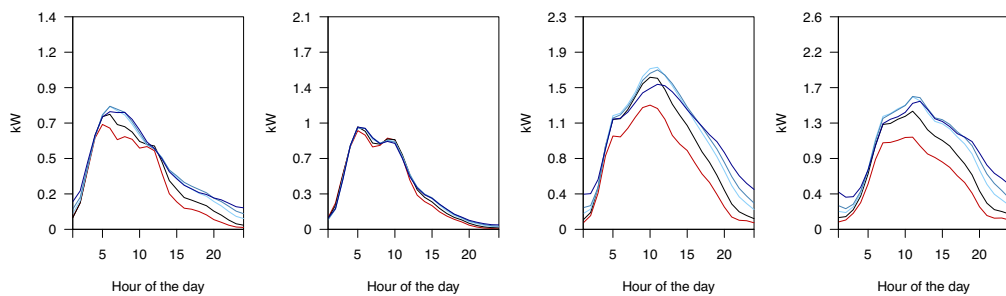 1.4 2.1 2.3 2.6
1.2 1.7 1.9 2.2
0.9 1.4 1.5 1.7
kW kW kW kW
0.7 1.0 1.1 1.3
0.5 0.7 0.8 0.9
0.2 0.3 0.4 0.4
0 0 0 0
5 10 15 20 5 10 15 20 5 10 15 20 5 10 15 20
Hour of the day Hour of the day Hour of the day Hour of the day